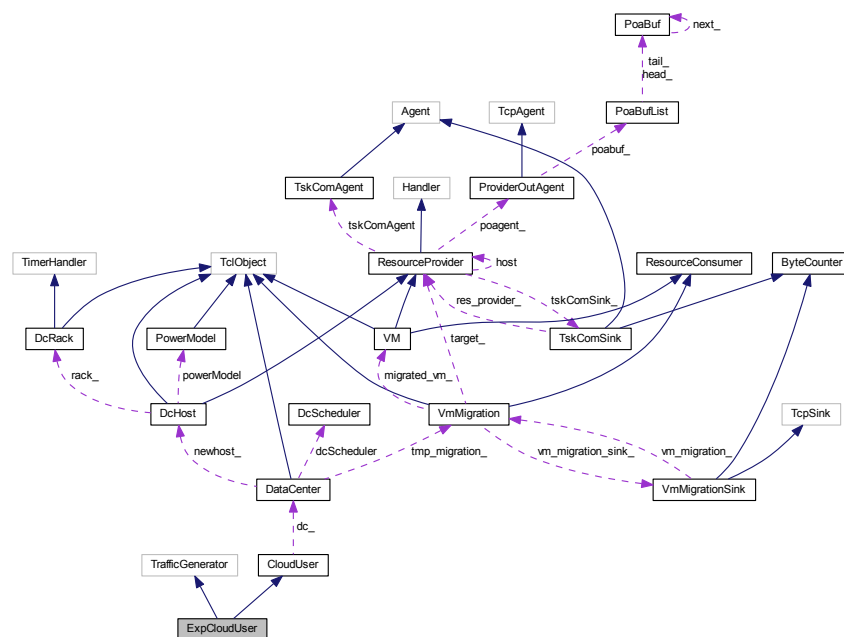 PoaBuf
next_
tail_
head_
Agent
TcpAgent
PoaBufList
poabuf_
TskComAgent
Handler
ProviderOutAgent
tskComAgent
poagent_
TimerHandler
TclObject
ResourceProvider
host
ResourceConsumer
ByteCounter
res_provider_
tskComSink_
DcRack
PowerModel
VM
target_
TskComSink
rack_
powerModel
migrated_vm_
DcHost
DcScheduler
VmMigration
TcpSink
newhost_
dcScheduler
tmp_migration_
vm_migration_sink_
vm_migration_
DataCenter
VmMigrationSink
dc_
TrafficGenerator
CloudUser
ExpCloudUser